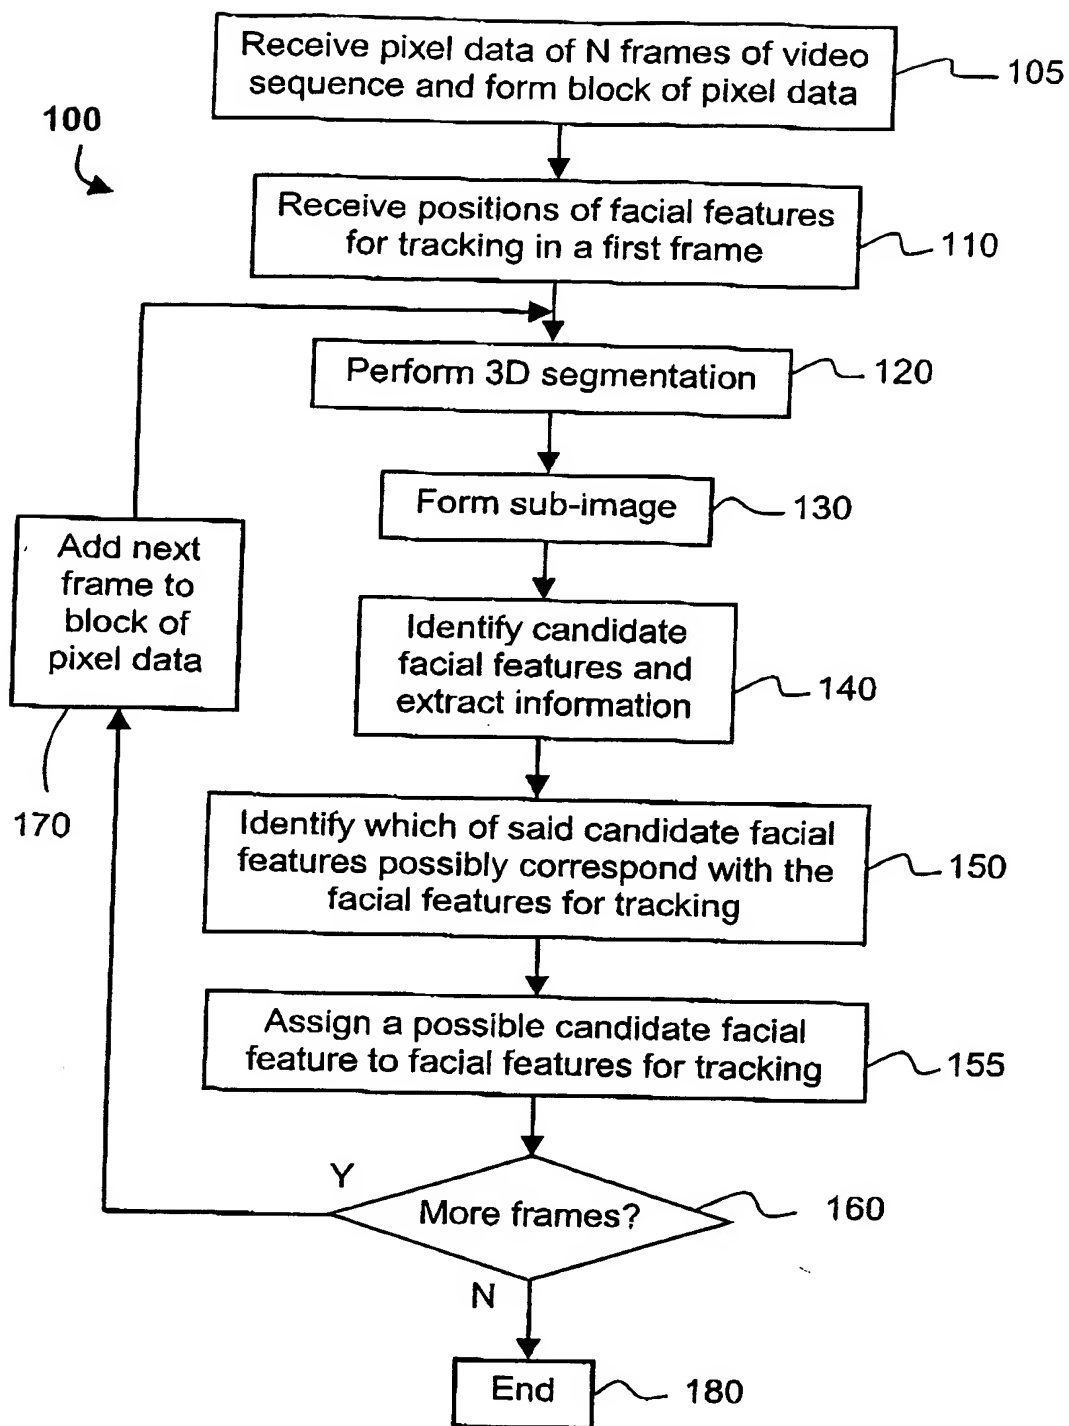 Receive pixel data of N frames of video
sequence and form block of pixel data
105
100
Receive positions of facial features
for tracking in a first frame
110
Perform 3D segmentation
120
Form sub-image
130
Add next
frame to
block of
pixel data
170
Identify candidate
facial features and
extract information
140
Identify which of said candidate facial
features possibly correspond with the
facial features for tracking
150
Assign a possible candidate facial
feature to facial features for tracking
155
Y
More frames?
160
N
End
180